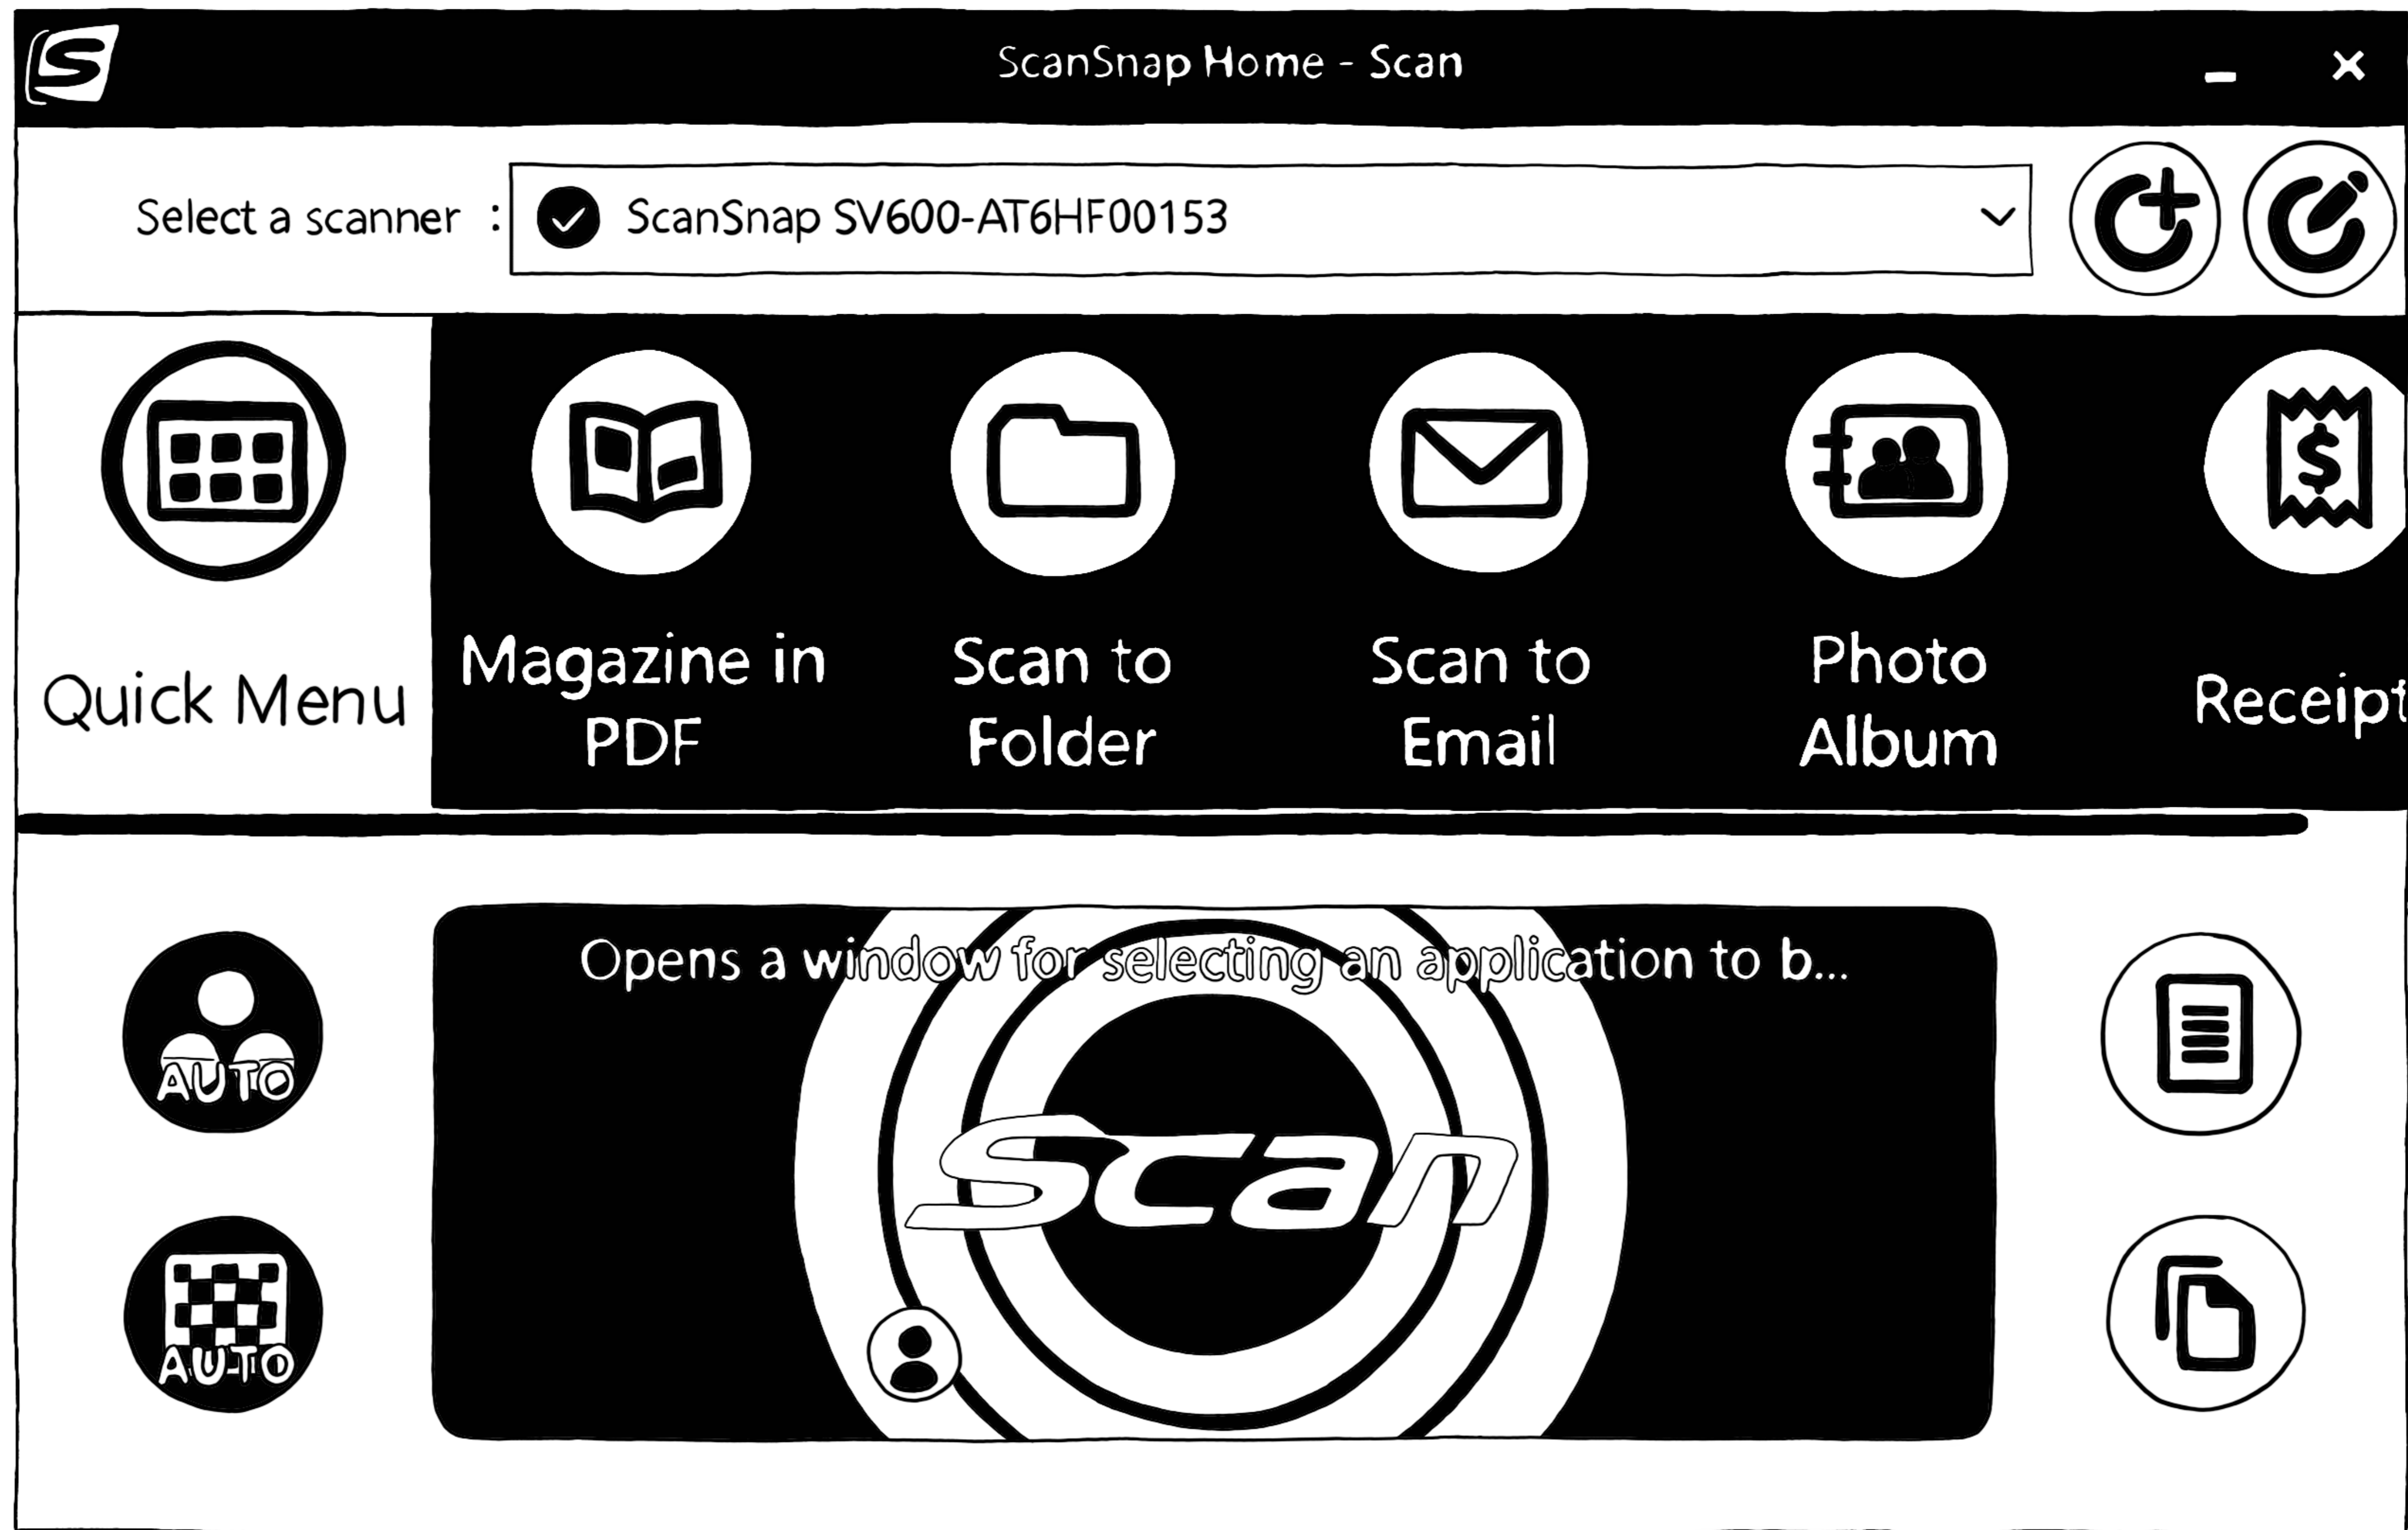 S
ScanSnap Home - Scan
Select a scanner :
ScanSnap SV600-AT6HF00153
Quick Menu
Magazine in
PDF
Scan to
Folder
Scan to
Email
Photo
Album
Receipt
$
Opens a window for selecting an application to b...
AUTO
Scan
AUTO